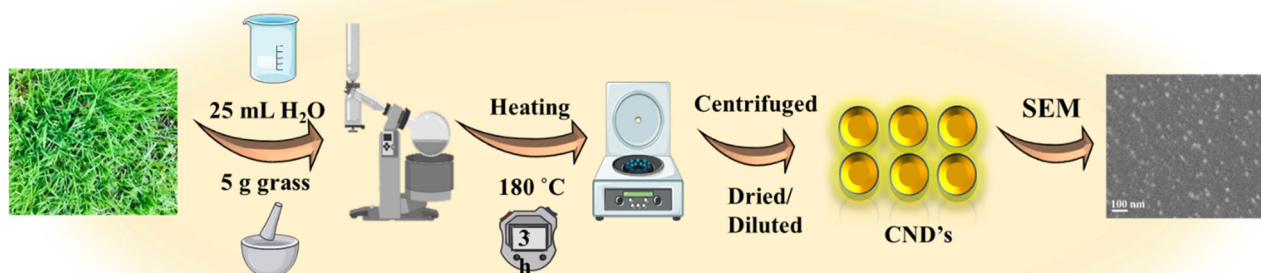 25 mL H₂O
5 g grass
Heating
180 °C
3
h
Centrifuged
Dried/
Diluted
CND's
SEM
100 nm